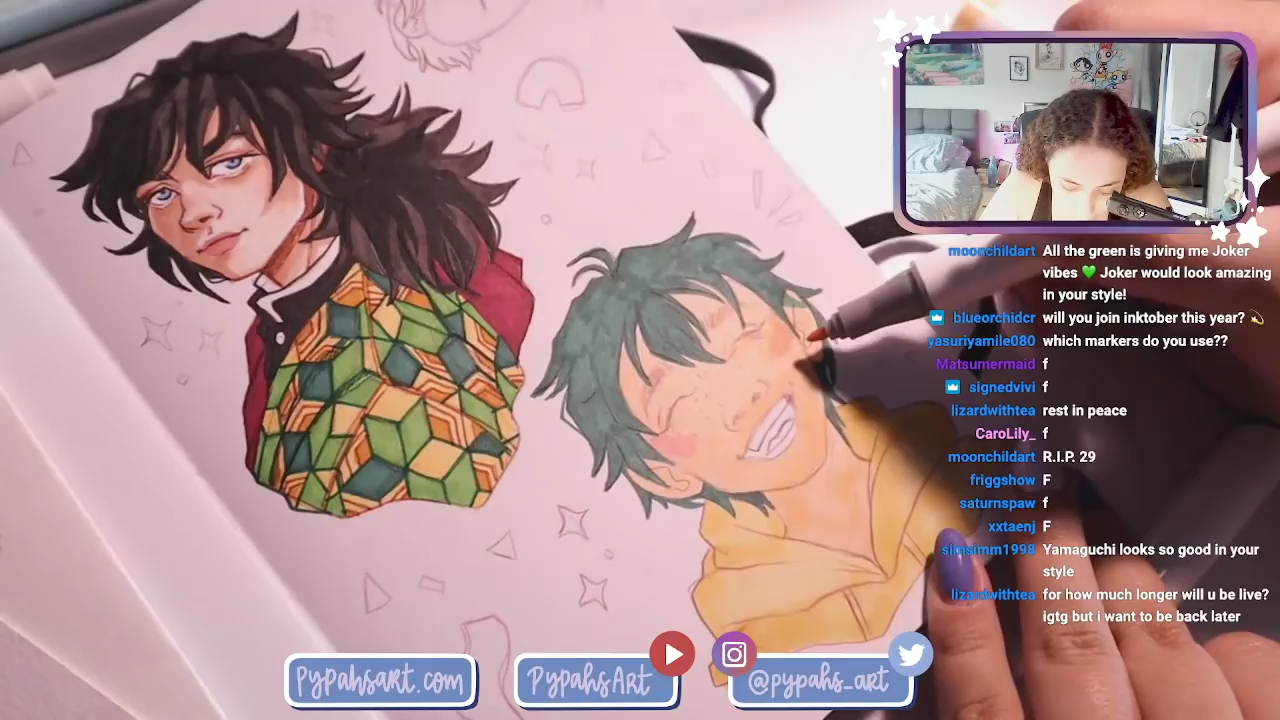 moonchildart All the green is giving me Joker
vibes 💚 Joker would look amazing
in your style!
blueorchidcr will you join inktober this year? 💫
yasuriyamile080 which markers do you use??
Matsumermaid f
signedvivi f
lizardwithtea rest in peace
CaroLily_ f
moonchildart R.I.P. 29
friggshow F
saturnspaw f
xxtaenj F
simsimm1998 Yamaguchi looks so good in your
style
lizardwithtea for how much longer will u be live?
igtg but i want to be back later
Pypahsart.com
PypahsArt
@pypahs_art